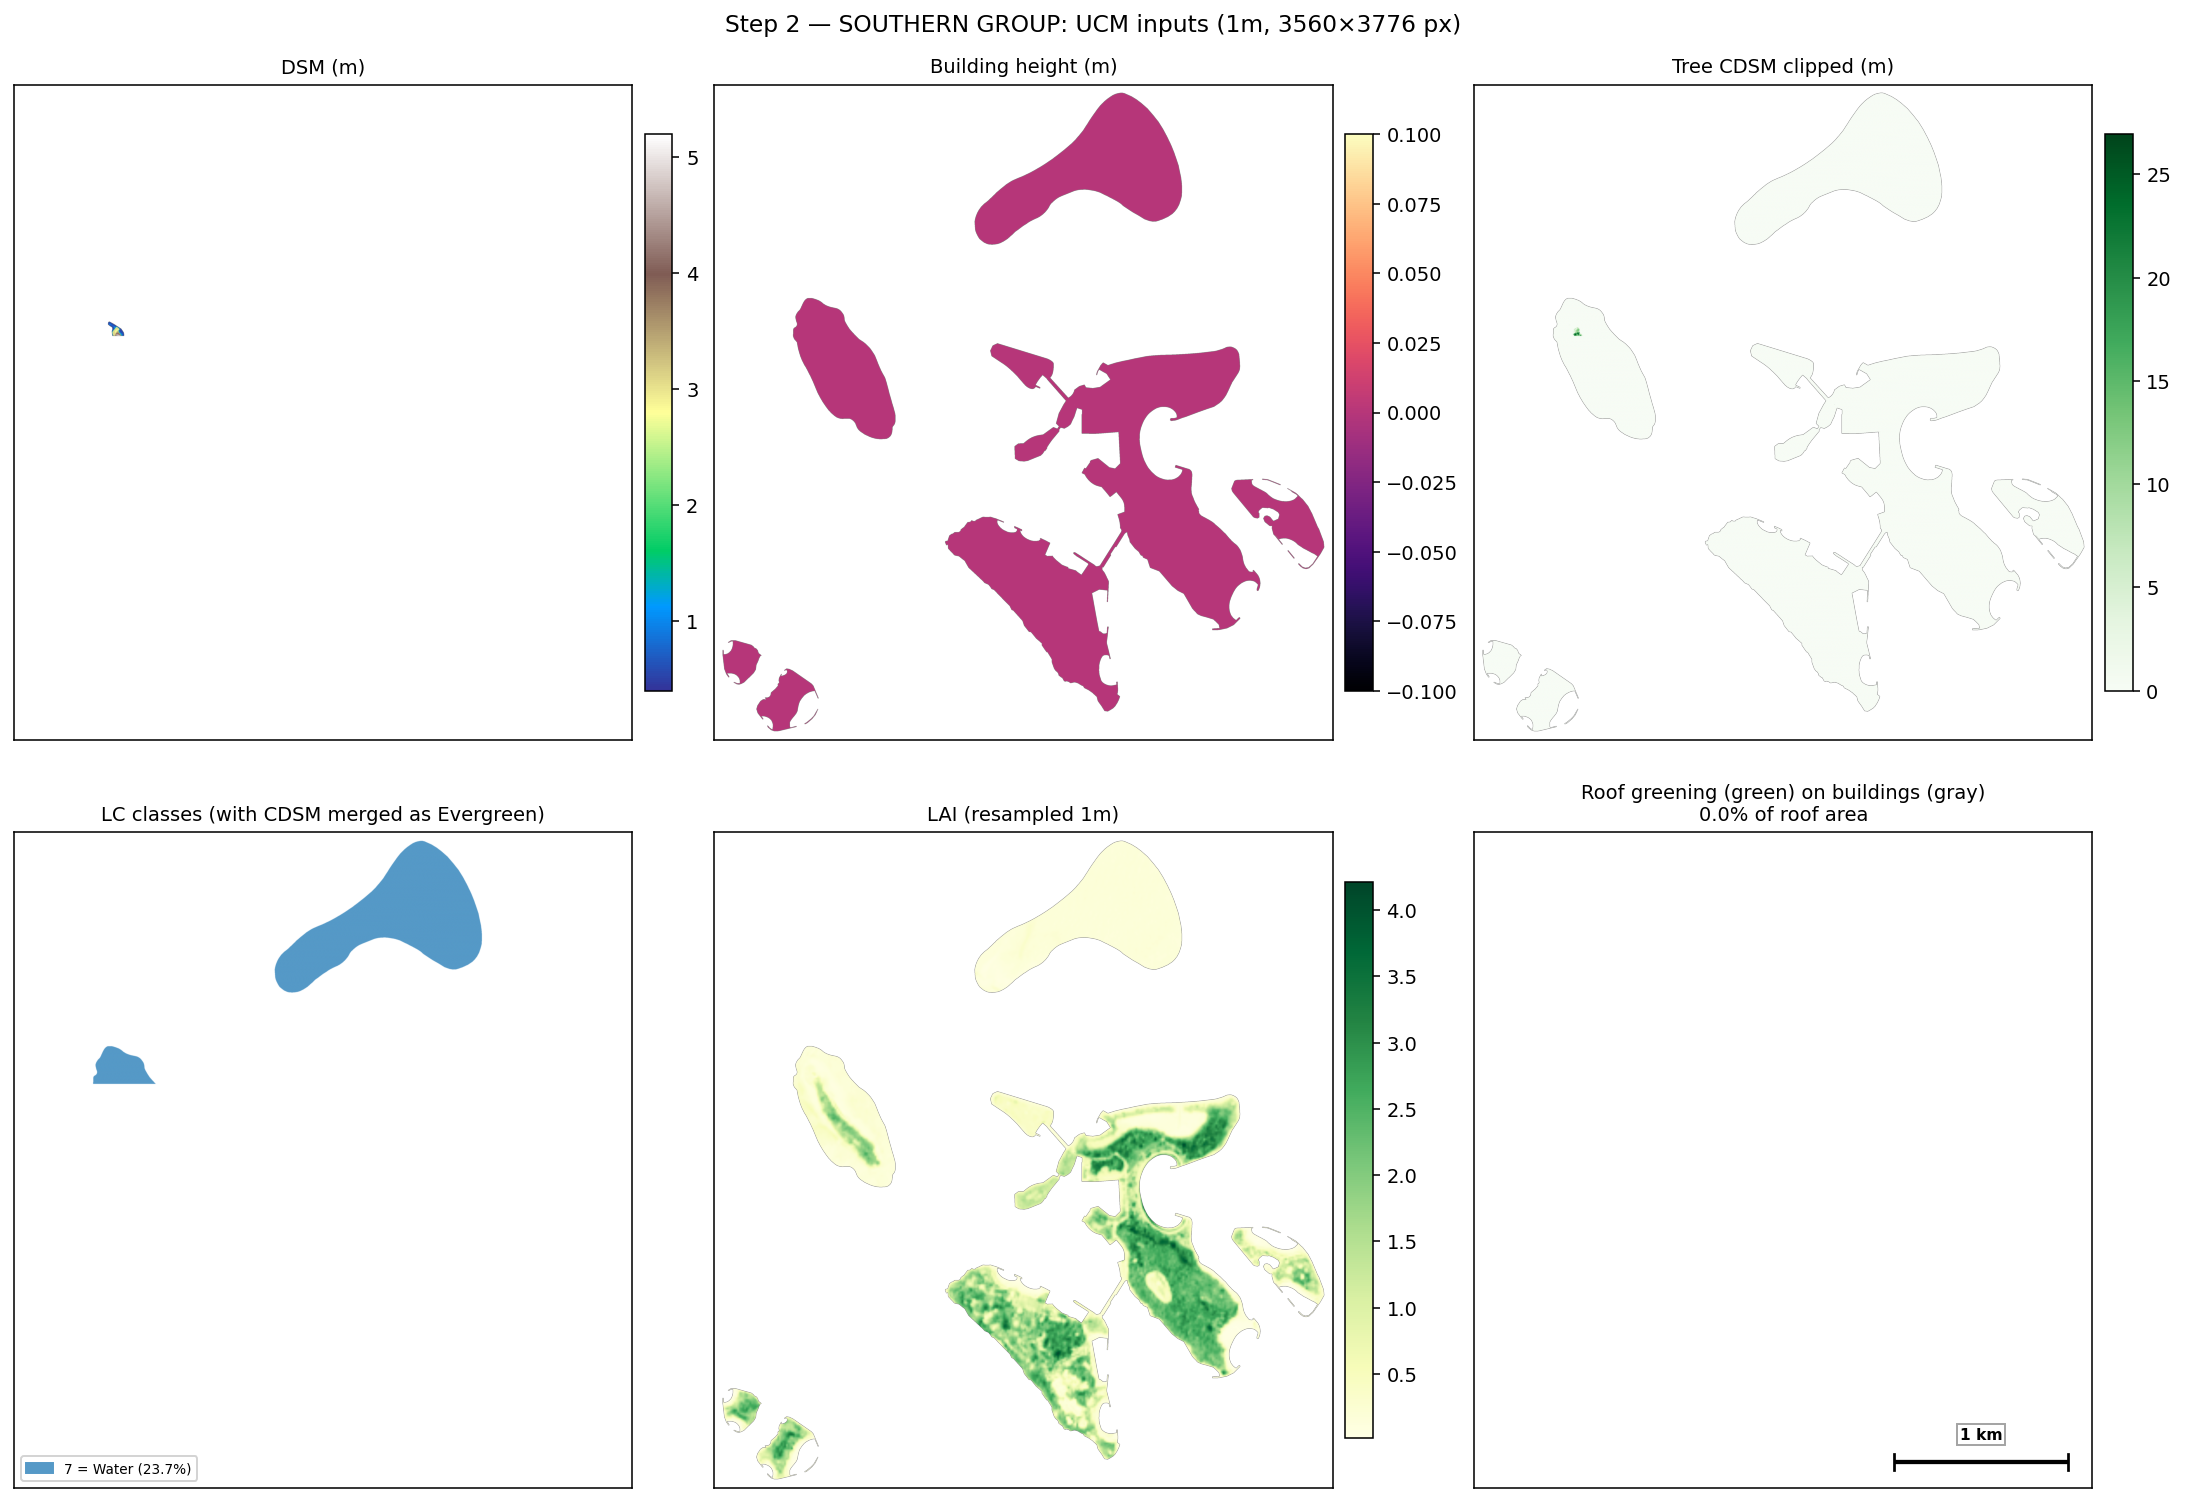 Step 2 — SOUTHERN GROUP: UCM inputs (1m, 3560×3776 px)
DSM (m)
5
4
3
2
1
Building height (m)
0.100
0.075
0.050
0.025
0.000
−0.025
−0.050
−0.075
−0.100
Tree CDSM clipped (m)
25
20
15
10
5
0
LC classes (with CDSM merged as Evergreen)
7 = Water (23.7%)
LAI (resampled 1m)
4.0
3.5
3.0
2.5
2.0
1.5
1.0
0.5
Roof greening (green) on buildings (gray)
0.0% of roof area
1 km